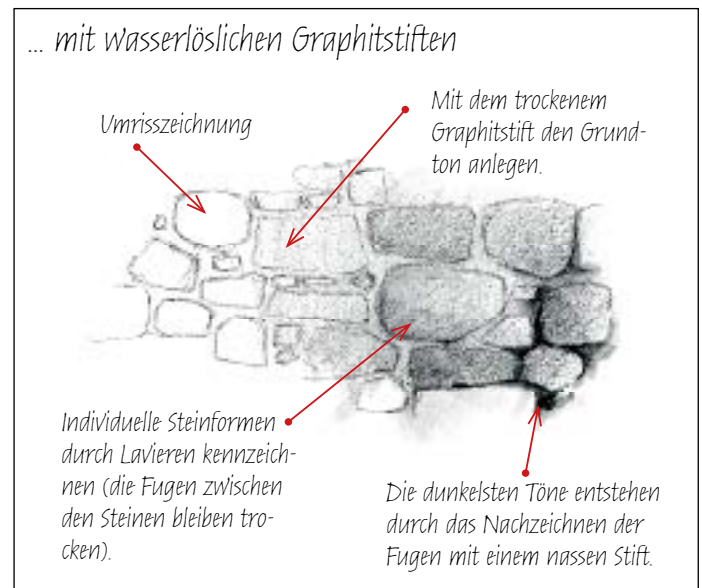 ... mit wasserlöslichen Graphitstiften
Umrisszeichnung
Mit dem trockenem
Graphitstift den Grund-
ton anlegen.
Individuelle Steinformen
durch Lavieren kennzeich-
nen (die Fugen zwischen
den Steinen bleiben tro-
cken).
Die dunkelsten Töne entstehen
durch das Nachzeichnen der
Fugen mit einem nassen Stift.